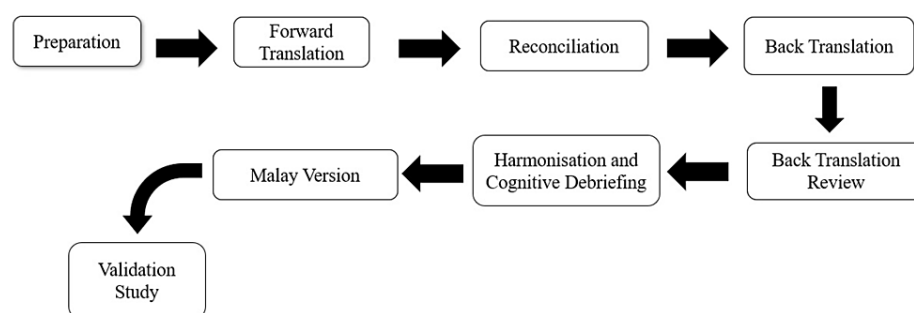 Preparation
Forward
Translation
Reconciliation
Back Translation
Back Translation
Review
Harmonisation and
Cognitive Debriefing
Malay Version
Validation
Study